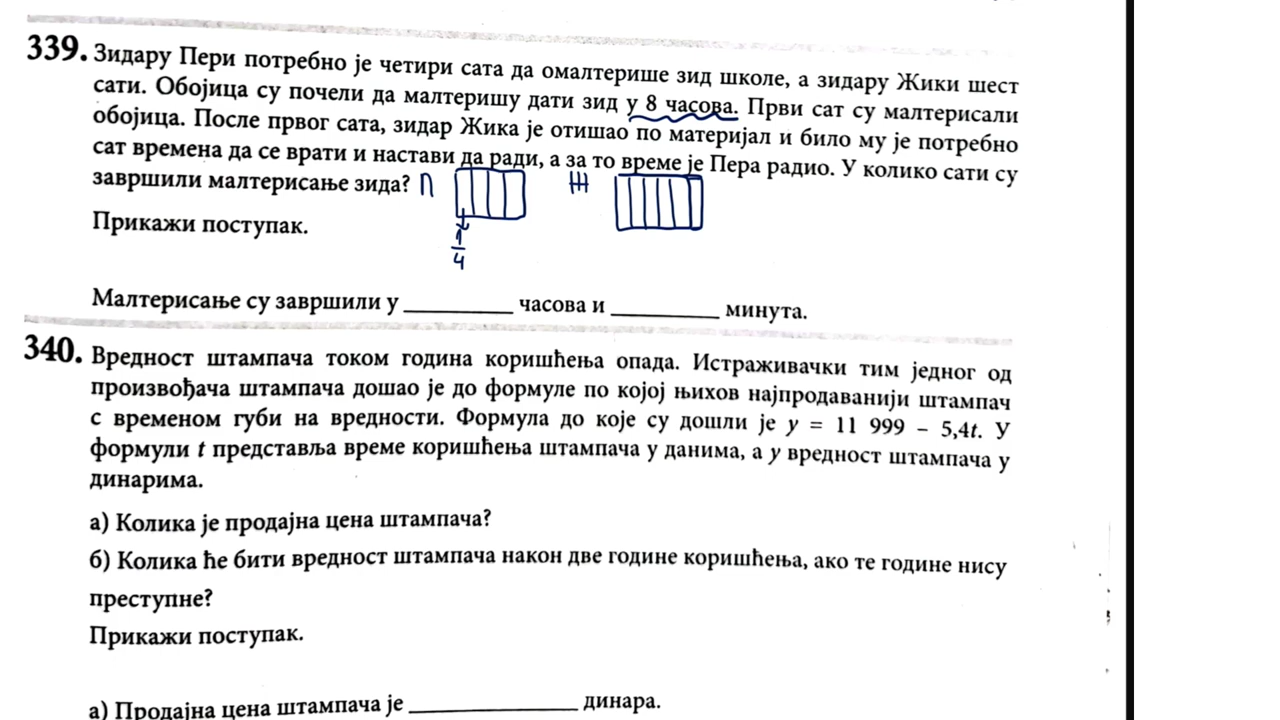 339. Зидару Пери потребно је четири сата да омалтерише зид школе, а зидару Жики шест
сати. Обојица су почели да малтеришу дати зид у 8 часова. Први сат су малтерисали
обојица. После првог сата, зидар Жика је отишао по материјал и било му је потребно
сат времена да се врати и настави да ради, а за то време је Пера радио. У колико сати су
завршили малтерисање зида? П Ж
Прикажи поступак.
1
4
Малтерисање су завршили у __________ часова и __________ минута.
340. Вредност штампача током година коришћења опада. Истраживачки тим једног од
произвођача штампача дошао је до формуле по којој њихов најпродаванији штампач
с временом губи на вредности. Формула до које су дошли је y = 11 999 – 5,4t. У
формули t представља време коришћења штампача у данима, а y вредност штампача у
динарима.
а) Колика је продајна цена штампача?
б) Колика ће бити вредност штампача након две године коришћења, ако те године нису
преступне?
Прикажи поступак.
а) Продајна цена штампача је ________________ динара.